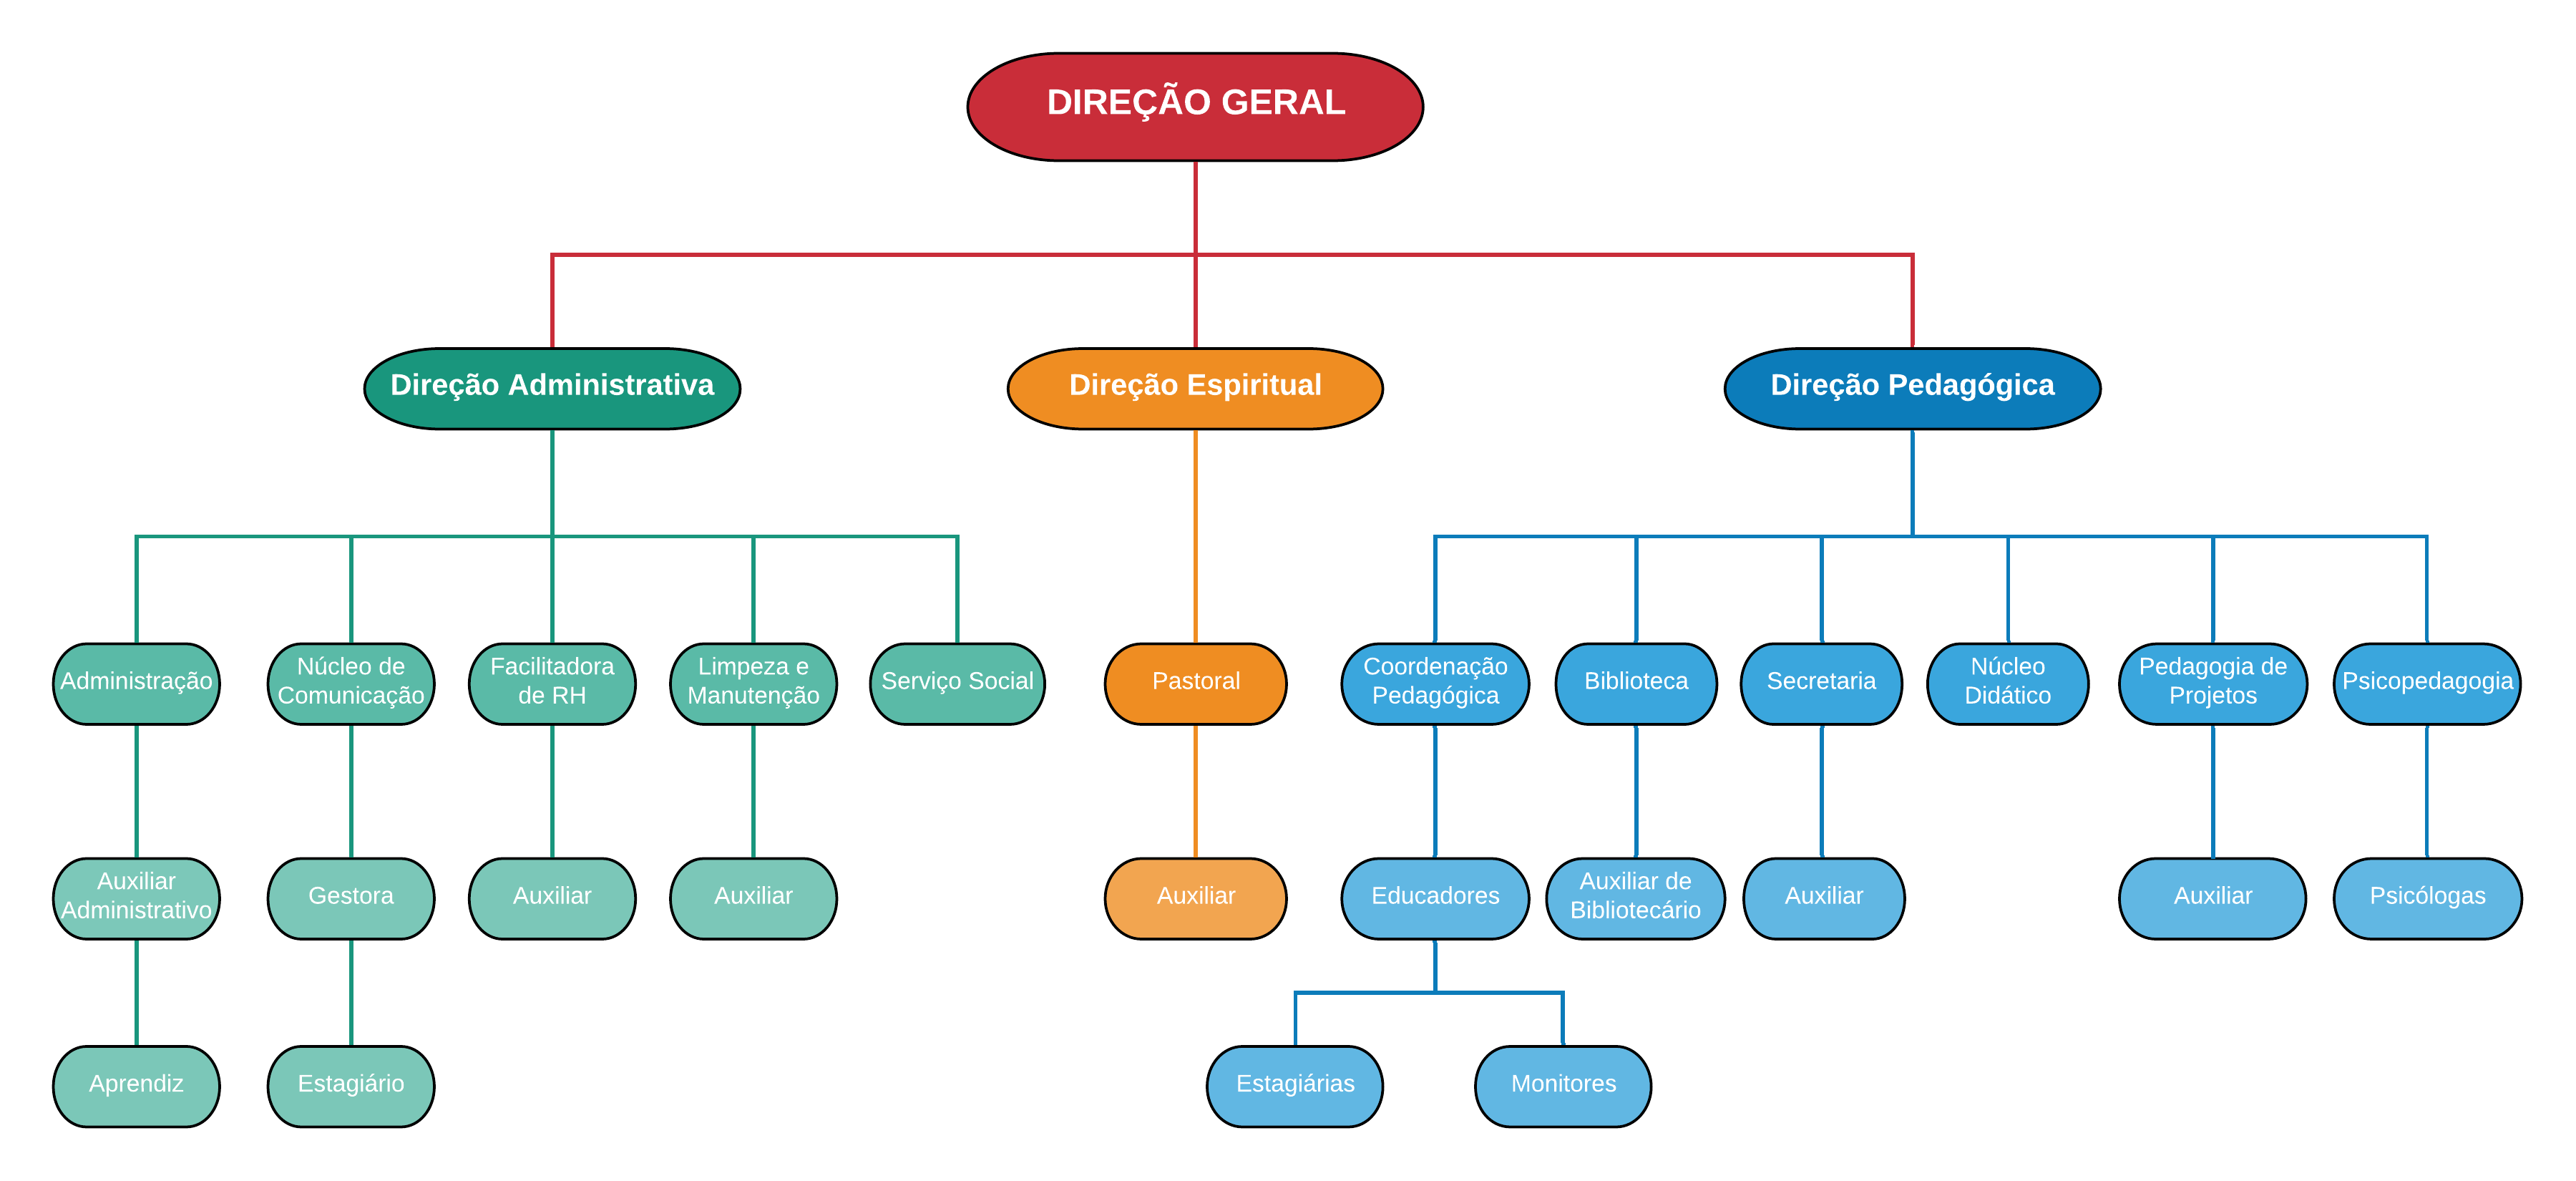 DIREÇÃO GERAL
Direção Administrativa
Direção Espiritual
Direção Pedagógica
Administração
Núcleo de
Comunicação
Facilitadora
de RH
Limpeza e
Manutenção
Serviço Social
Pastoral
Coordenação
Pedagógica
Biblioteca
Secretaria
Núcleo
Didático
Pedagogia de
Projetos
Psicopedagogia
Auxiliar
Administrativo
Gestora
Auxiliar
Auxiliar
Auxiliar
Educadores
Auxiliar de
Bibliotecário
Auxiliar
Auxiliar
Psicólogas
Aprendiz
Estagiário
Estagiárias
Monitores